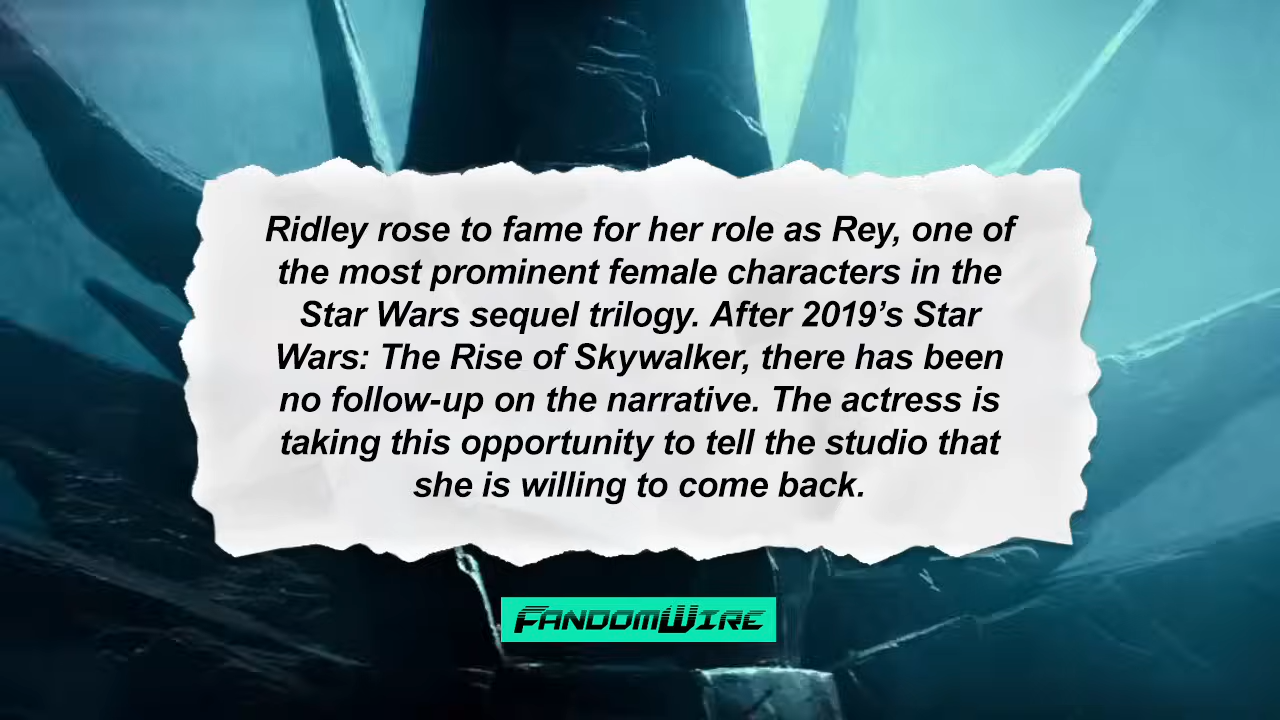 Ridley rose to fame for her role as Rey, one of
the most prominent female characters in the
Star Wars sequel trilogy. After 2019’s Star
Wars: The Rise of Skywalker, there has been
no follow-up on the narrative. The actress is
taking this opportunity to tell the studio that
she is willing to come back.
FANDOMWIRE